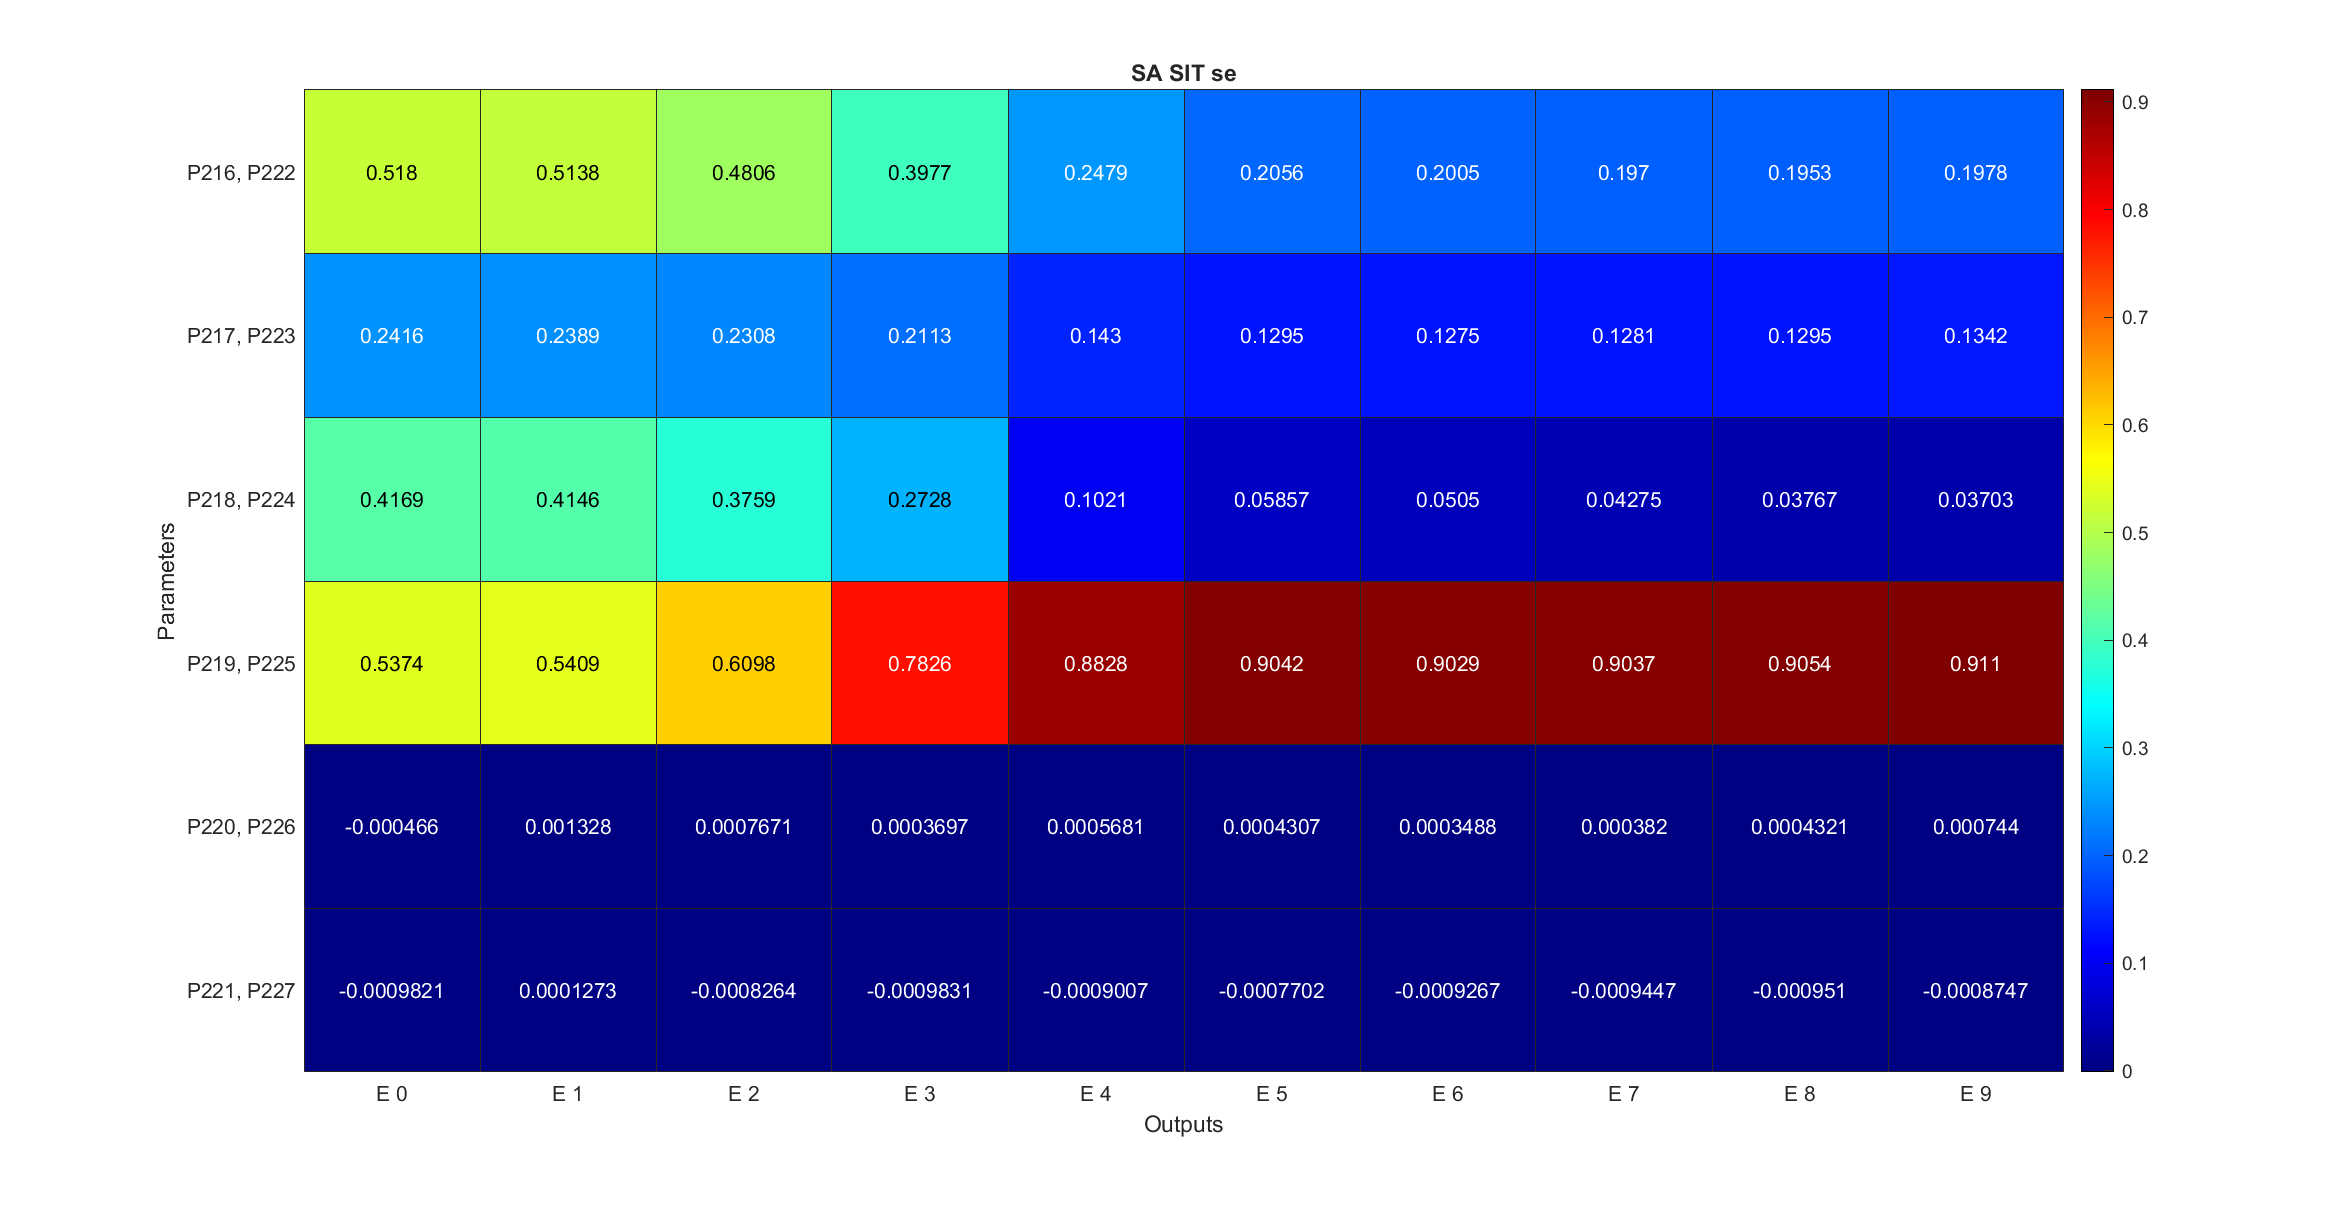 SA SIT se
P216, P222 0.518 0.5138 0.4806 0.3977 0.2479 0.2056 0.2005 0.197 0.1953 0.1978
P217, P223 0.2416 0.2389 0.2308 0.2113 0.143 0.1295 0.1275 0.1281 0.1295 0.1342
P218, P224 0.4169 0.4146 0.3759 0.2728 0.1021 0.05857 0.0505 0.04275 0.03767 0.03703
P219, P225 0.5374 0.5409 0.6098 0.7826 0.8828 0.9042 0.9029 0.9037 0.9054 0.911
P220, P226 -0.000466 0.001328 0.0007671 0.0003697 0.0005681 0.0004307 0.0003488 0.000382 0.0004321 0.000744
P221, P227 -0.0009821 0.0001273 -0.0008264 -0.0009831 -0.0009007 -0.0007702 -0.0009267 -0.0009447 -0.000951 -0.0008747
E 0 E 1 E 2 E 3 E 4 E 5 E 6 E 7 E 8 E 9
Outputs
Parameters
0.9
0.8
0.7
0.6
0.5
0.4
0.3
0.2
0.1
0